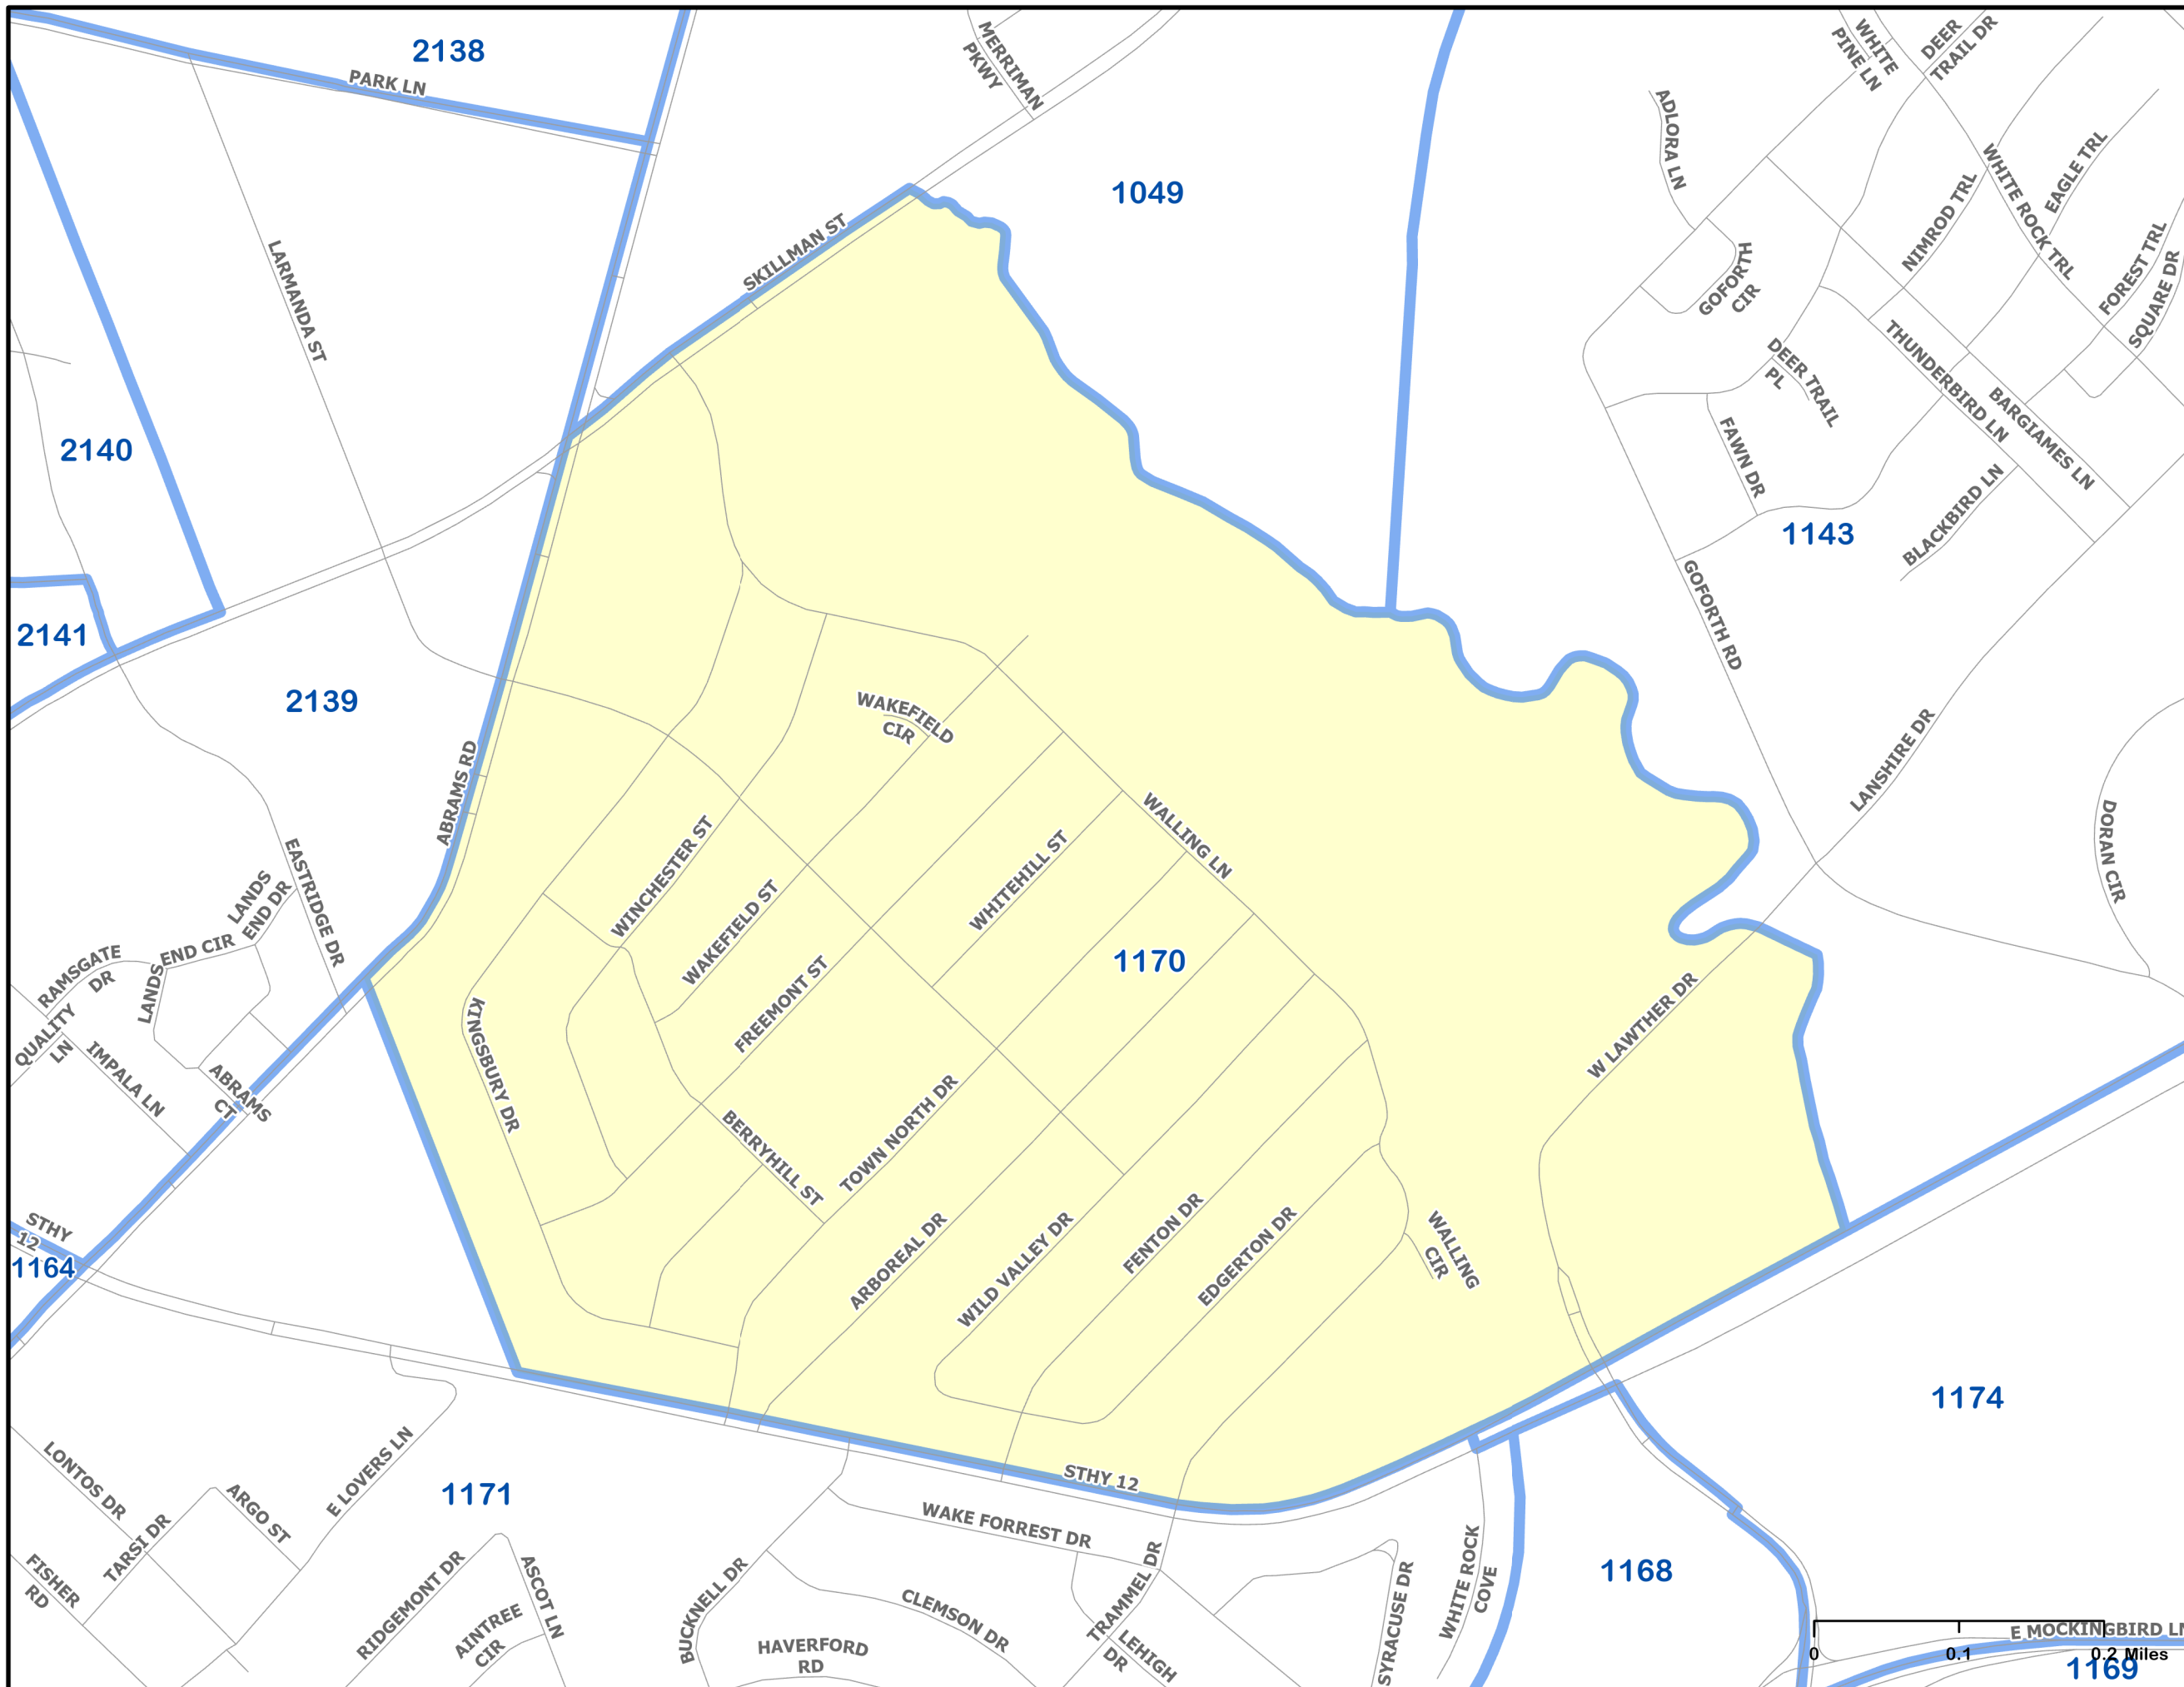 2138
PARK LN
MERRIMAN
PKWY
WHITE
PINE LN
DEER
TRAIL DR
1049
ADLORA LN
WHITE ROCK TRL
EAGLE TRL
NIMROD TRL
FOREST TRL
SQUARE DR
SKILLMAN ST
LARMANDA ST
GOFORTH
CIR
THUNDERBIRD LN
DEER TRAIL
PL
BARGIAMES LN
FAWN DR
2140
1143
BLACKBIRD LN
GOFORTH RD
2141
2139
WAKEFIELD
CIR
ABRAMS RD
LANSHIRE DR
DORAN CIR
WALLING LN
WINCHESTER ST
WHITEHILL ST
WAKEFIELD ST
EASTRIDGE DR
LANDS
END DR
LANDS
END CIR
RAMSGATE
DR
FREEMONT ST
1170
QUALITY
LN
IMPALA LN
ABRAMS
CT
KINGSBURY DR
W LAWTHER DR
BERRYHILL ST
TOWN NORTH DR
STHY
12
1164
ARBOREAL DR
WILD VALLEY DR
FENTON DR
EDGERTON DR
WALLING
CIR
1174
LONTOS DR
E LOVERS LN
1171
STHY 12
ARGO ST
TARSI DR
WAKE FORREST DR
FISHER
RD
RIDGEMONT DR
ASCOT LN
AINTREE
CIR
BUCKNELL DR
CLEMSON DR
HAVERFORD
RD
TRAMMEL DR
LEHIGH
DR
SYRACUSE DR
WHITE ROCK
COVE
1168
E MOCKINGBIRD LN
1169
0
0.1
0.2 Miles